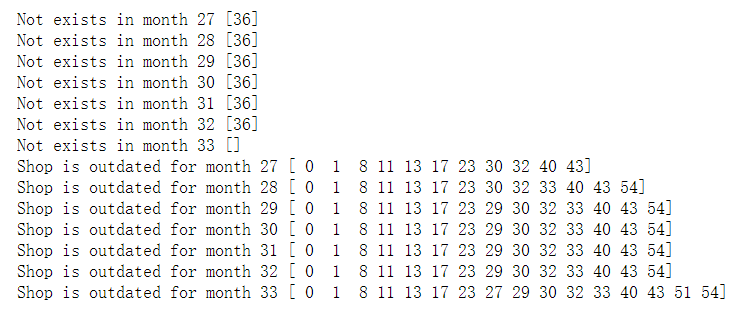 Not exists in month 27 [36]
Not exists in month 28 [36]
Not exists in month 29 [36]
Not exists in month 30 [36]
Not exists in month 31 [36]
Not exists in month 32 [36]
Not exists in month 33 []
Shop is outdated for month 27 [ 0  1  8 11 13 17 23 30 32 40 43]
Shop is outdated for month 28 [ 0  1  8 11 13 17 23 30 32 33 40 43 54]
Shop is outdated for month 29 [ 0  1  8 11 13 17 23 29 30 32 33 40 43 54]
Shop is outdated for month 30 [ 0  1  8 11 13 17 23 29 30 32 33 40 43 54]
Shop is outdated for month 31 [ 0  1  8 11 13 17 23 29 30 32 33 40 43 54]
Shop is outdated for month 32 [ 0  1  8 11 13 17 23 29 30 32 33 40 43 54]
Shop is outdated for month 33 [ 0  1  8 11 13 17 23 27 29 30 32 33 40 43 51 54]